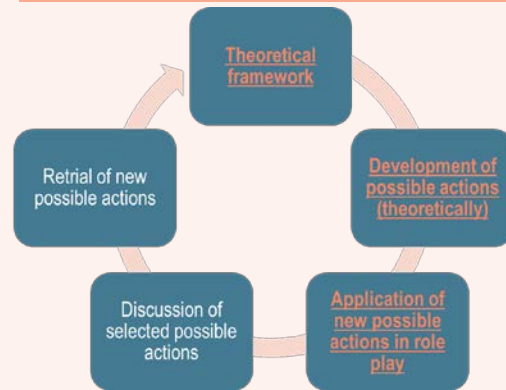 Theoretical
framework
Development of
possible actions
(theoretically)
Application of
new possible
actions in role
play
Discussion of
selected possible
actions
Retrial of new
possible actions